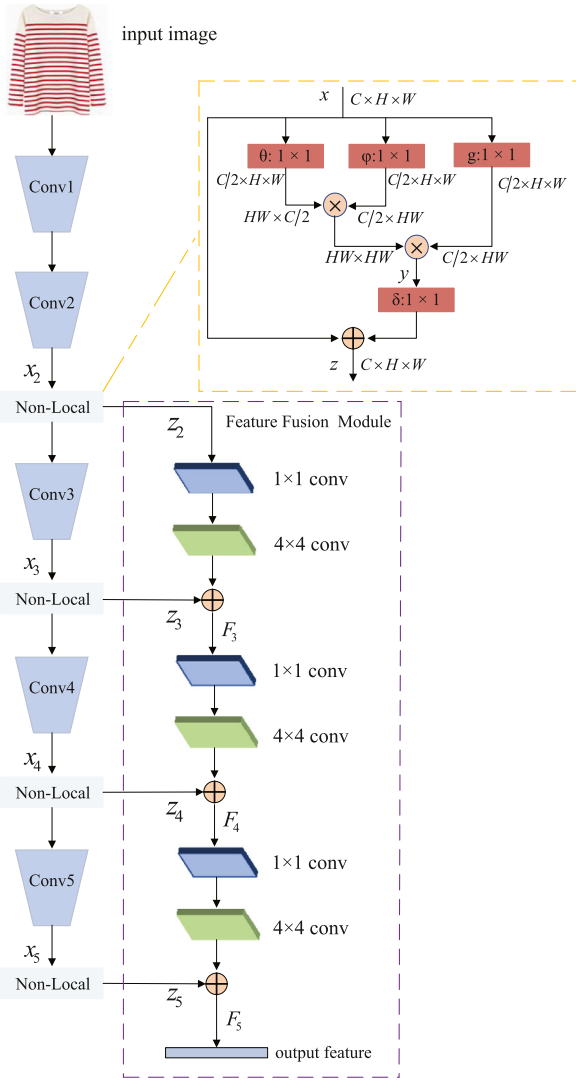 input image
x C×H×W
θ: 1 × 1 φ:1 × 1 g:1 × 1
C/2×H×W C/2×H×W C/2×H×W
HW×C/2 C/2×HW
HW×HW C/2×HW
y
δ:1 × 1
z C×H×W
Conv1
Conv2
x₂
Non-Local
z₂ Feature Fusion Module
1×1 conv
Conv3
4×4 conv
x₃
Non-Local
z₃ F₃
1×1 conv
Conv4
4×4 conv
x₄
Non-Local
z₄ F₄
1×1 conv
Conv5
4×4 conv
x₅
Non-Local
z₅ F₅
output feature